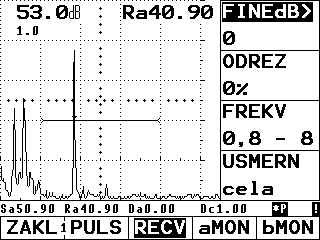 53.0dB Ra40.90 FINEdB>
1.0
0
ODREZ
0%
FREKV
0,8 - 8
USMERN
cela
Sa50.90 Ra40.90 Da0.00 Dc1.00 *P !
ZAKL1 PULS RECV aMON bMON